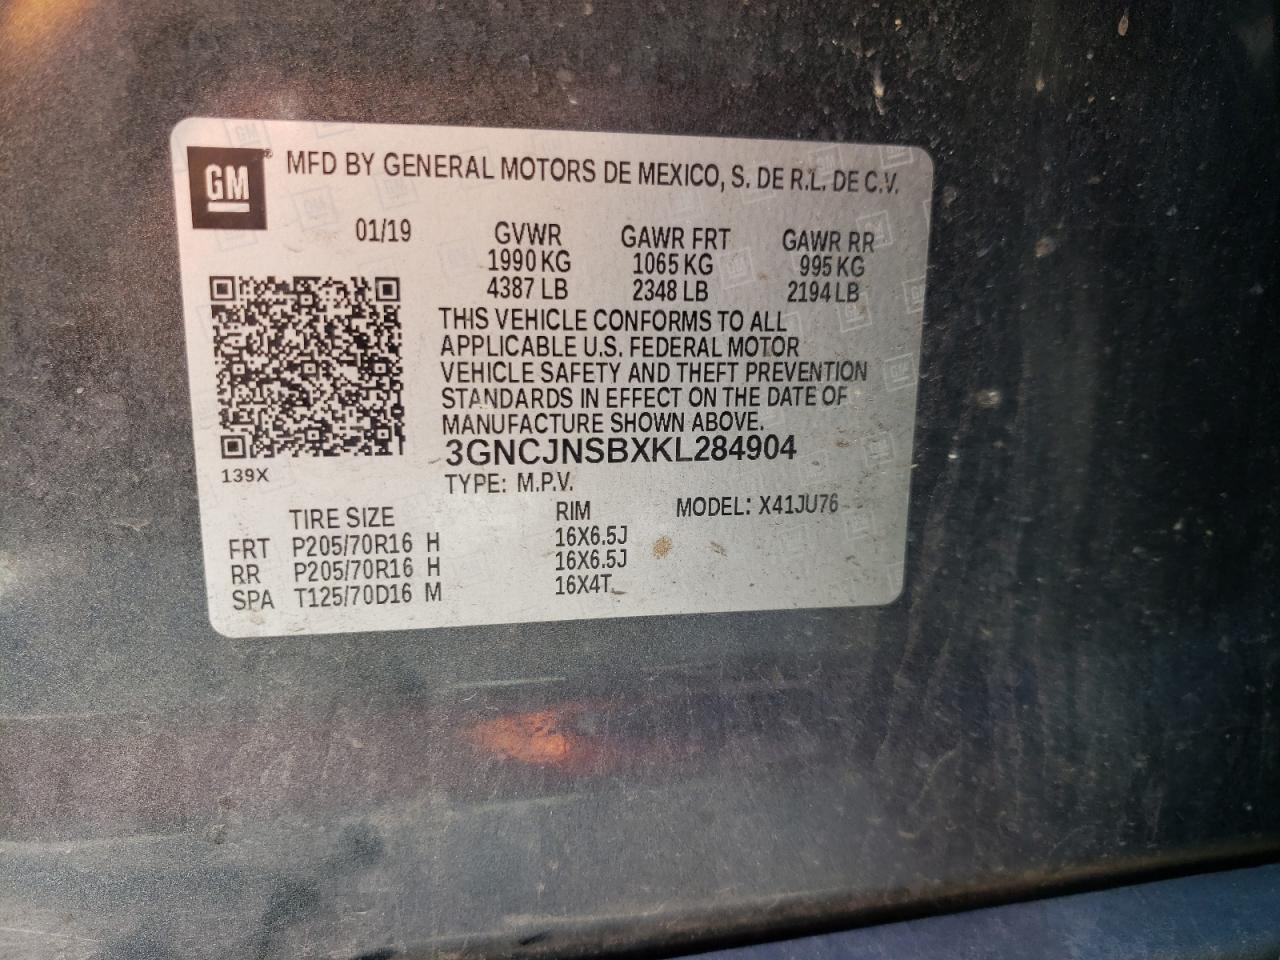 GM® MFD BY GENERAL MOTORS DE MEXICO, S. DE R.L. DE C.V.
01/19 GVWR GAWR FRT GAWR RR
1990 KG 1065 KG 995 KG
4387 LB 2348 LB 2194 LB
THIS VEHICLE CONFORMS TO ALL
APPLICABLE U.S. FEDERAL MOTOR
VEHICLE SAFETY AND THEFT PREVENTION
STANDARDS IN EFFECT ON THE DATE OF
MANUFACTURE SHOWN ABOVE.
3GNCJNSBXKL284904
139X
TYPE: M.P.V.
TIRE SIZE RIM MODEL: X41JU76
FRT P205/70R16 H 16X6.5J
RR P205/70R16 H 16X6.5J
SPA T125/70D16 M 16X4T